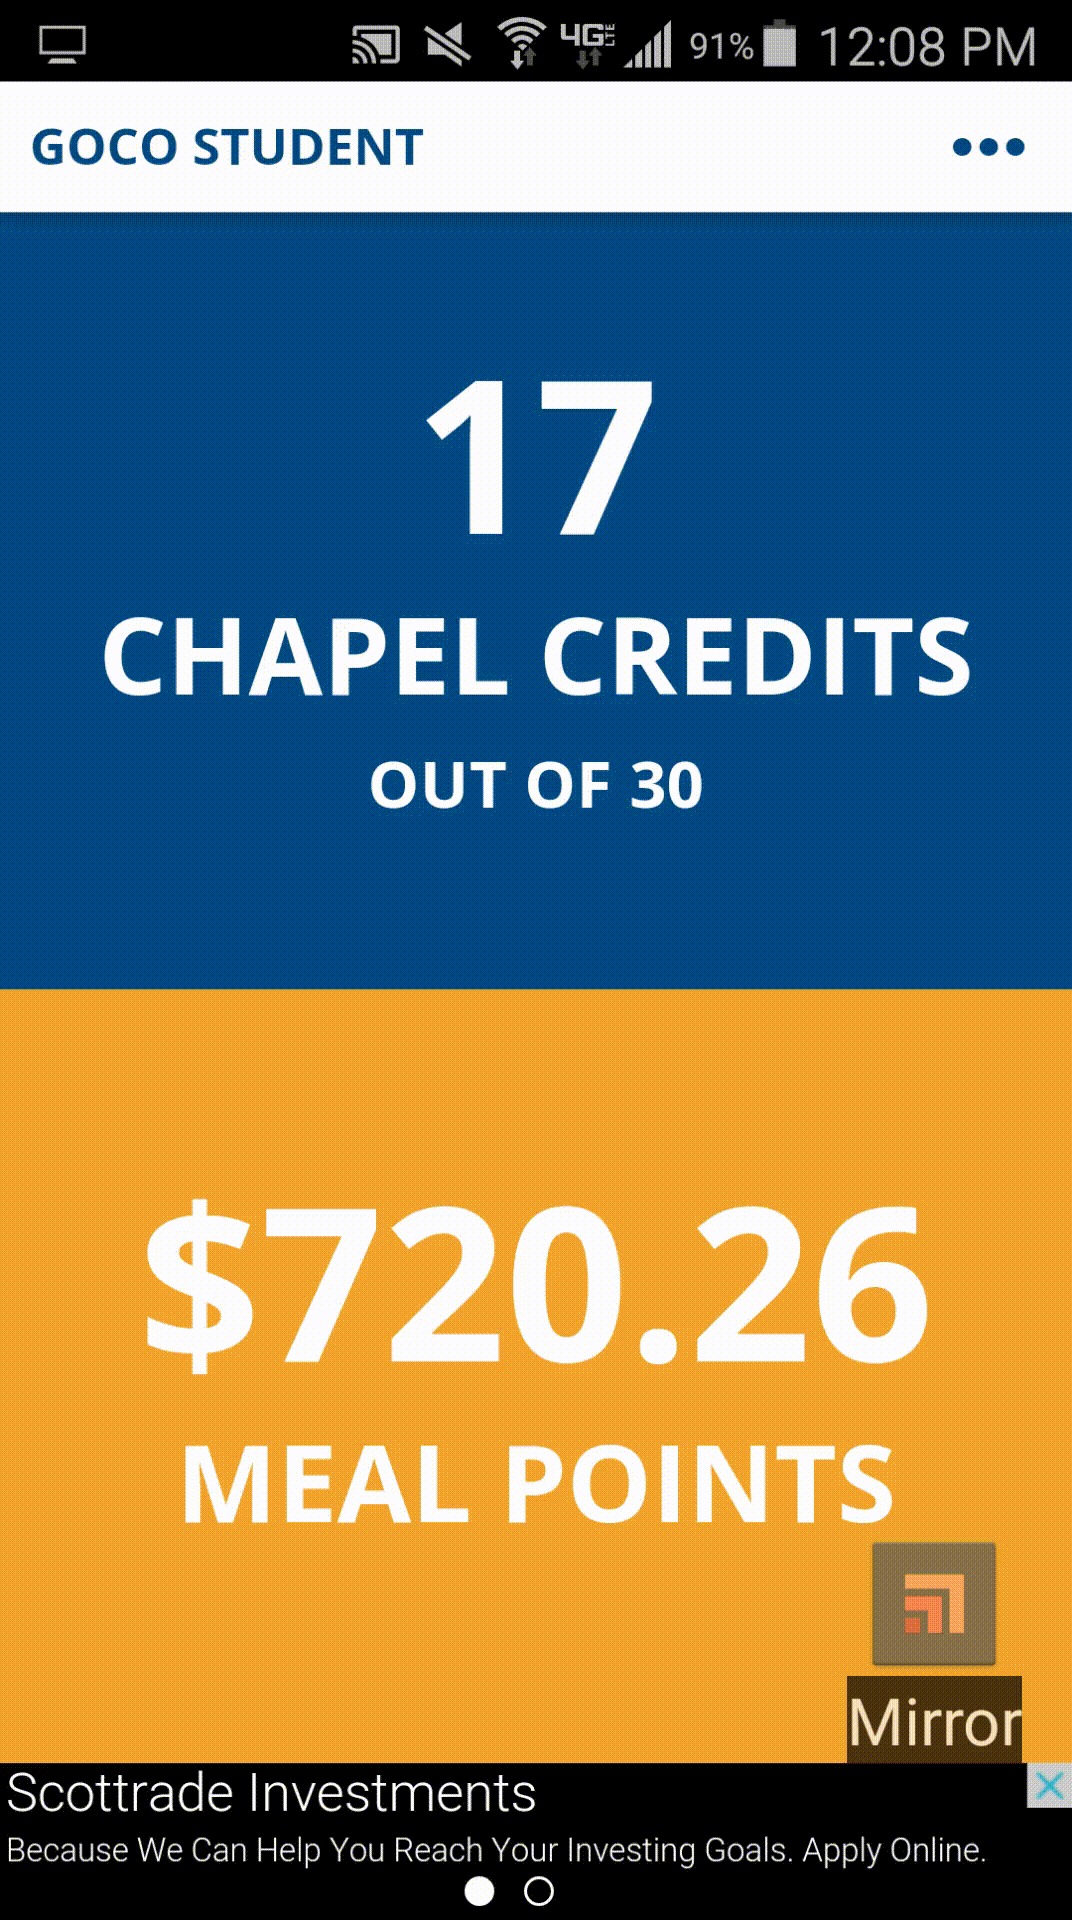 4G LTE 91% 12:08 PM
GOCO STUDENT
17
CHAPEL CREDITS
OUT OF 30
$720.26
MEAL POINTS
Mirror
Scottrade Investments
Because We Can Help You Reach Your Investing Goals. Apply Online.